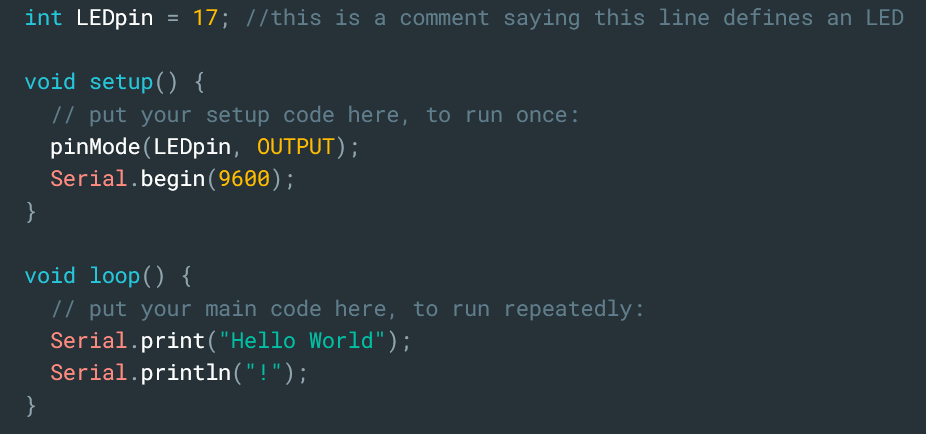 int LEDpin = 17; //this is a comment saying this line defines an LED
void setup() {
// put your setup code here, to run once:
pinMode(LEDpin, OUTPUT);
Serial.begin(9600);
}
void loop() {
// put your main code here, to run repeatedly:
Serial.print("Hello World");
Serial.println("!");
}